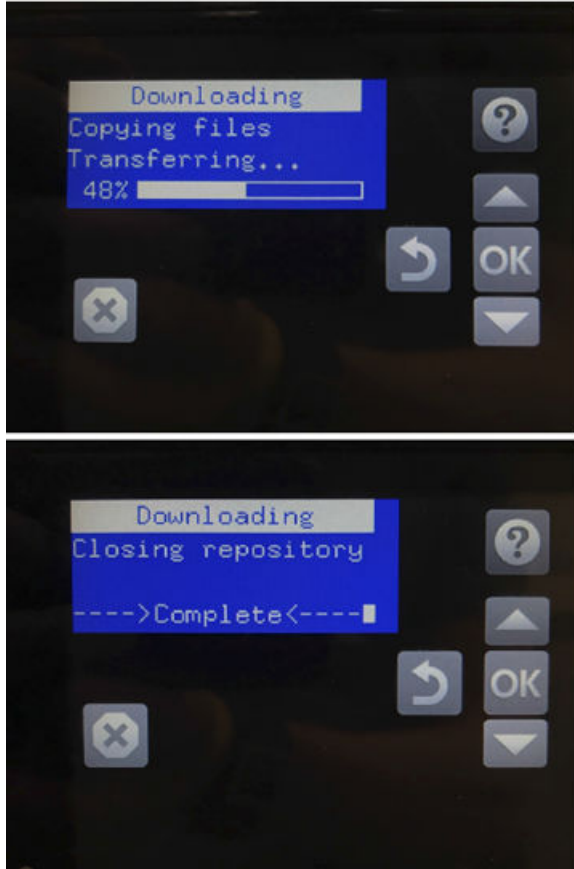 Downloading
Copying files
Transferring...
48%
?
OK
Downloading
Closing repository
---->Complete<----
?
OK